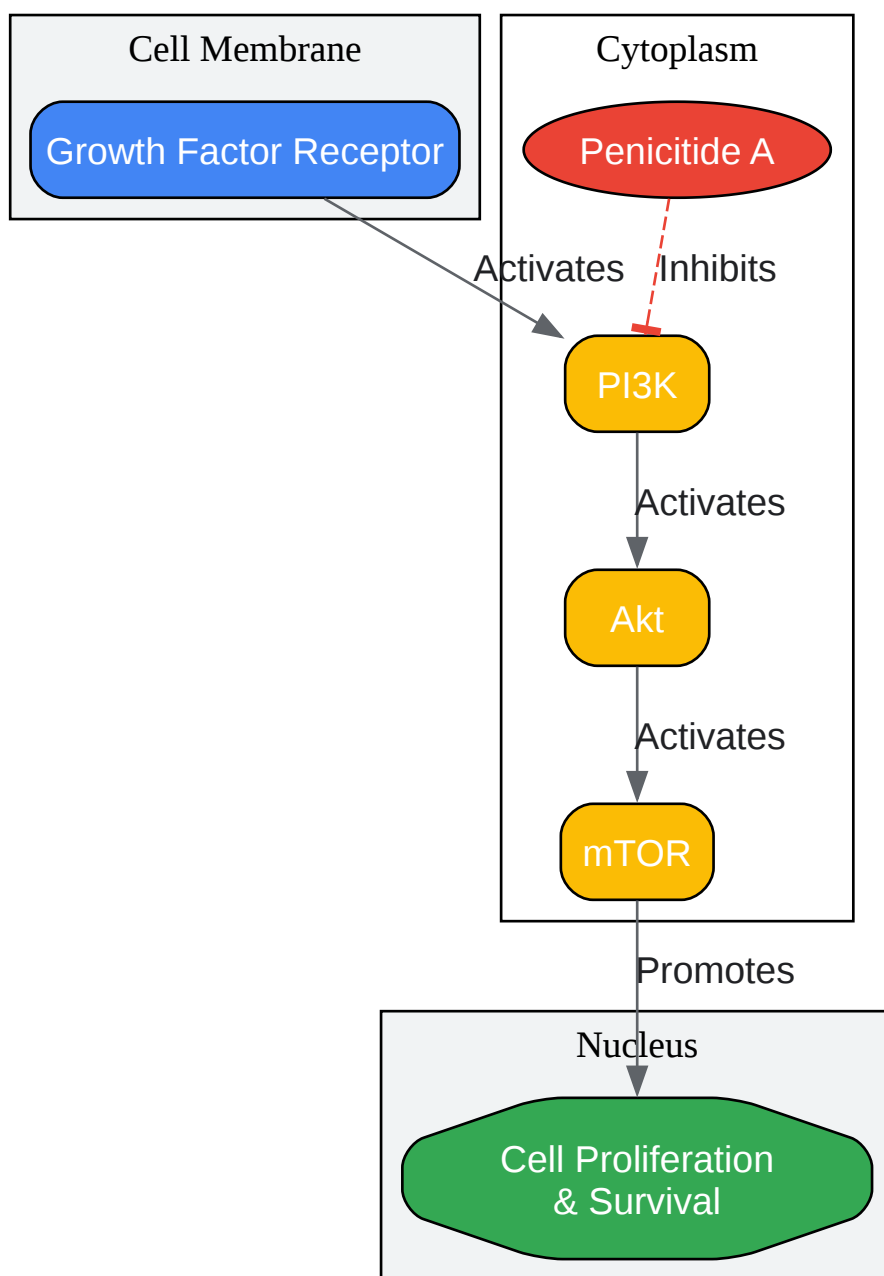 Cell Membrane
Cytoplasm
Growth Factor Receptor
Penicitide A
Activates
Inhibits
PI3K
Activates
Akt
Activates
mTOR
Promotes
Nucleus
Cell Proliferation
& Survival